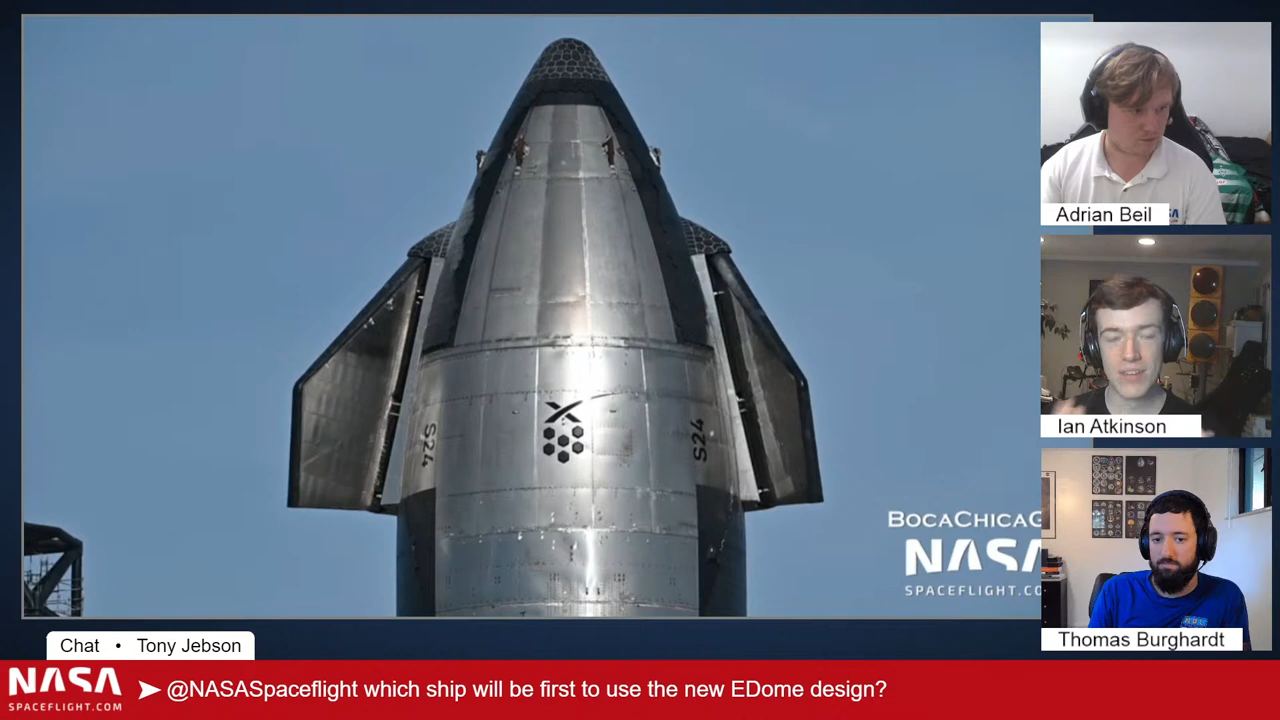 Adrian Beil
Ian Atkinson
Thomas Burghardt
S24
S24
BOCACHICAG
NASA
SPACEFLIGHT.CO
Chat • Tony Jebson
NASA
SPACEFLIGHT.COM
@NASASpaceflight which ship will be first to use the new EDome design?